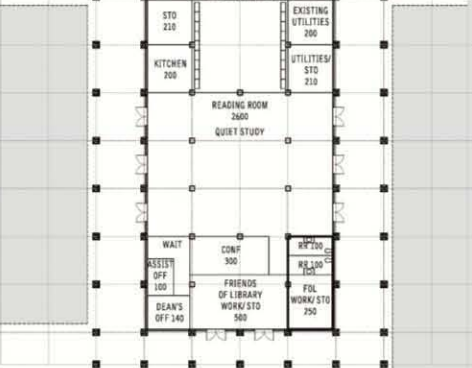 STO
210
EXISTING
UTILITIES
200
KITCHEN
200
UTILITIES/
STO
210
READING ROOM
2600
QUIET STUDY
WAIT
CONF
300
RR 100
RR 100
ASSIST
OFF
100
FRIENDS
OF LIBRARY
WORK/ STO
500
FOL
WORK/ STO
250
DEAN'S
OFF 140